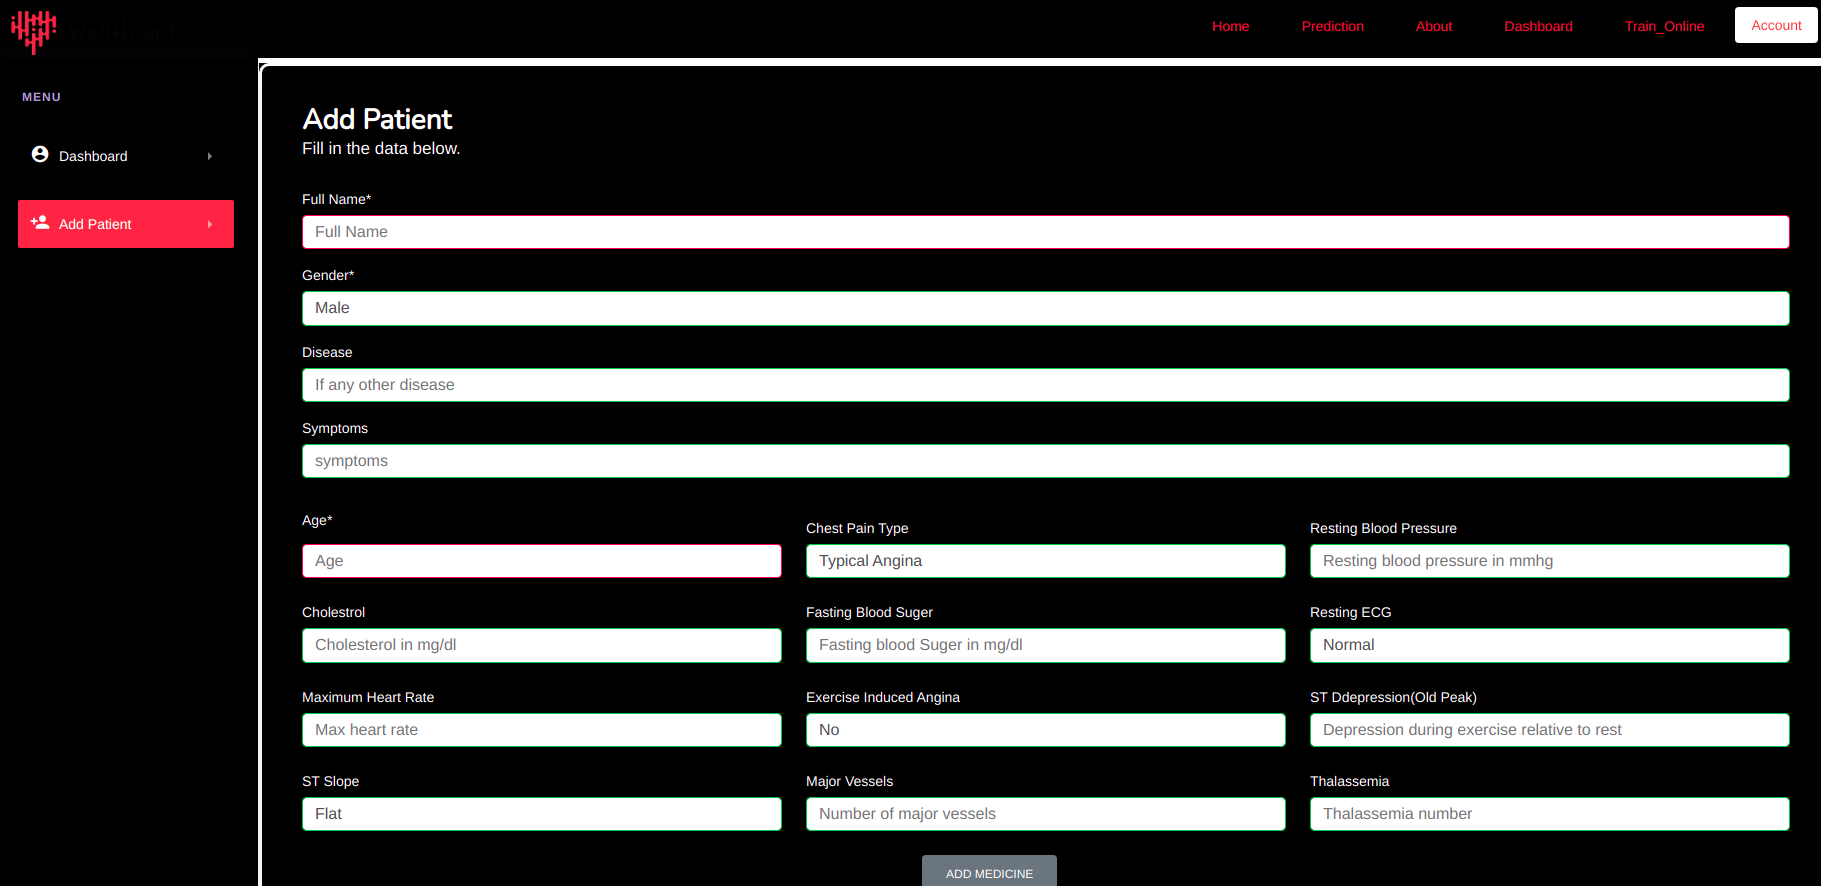 Home Prediction About Dashboard Train_Online Account
MENU
Dashboard
Add Patient
Add Patient
Fill in the data below.
Full Name*
Full Name
Gender*
Male
Disease
If any other disease
Symptoms
symptoms
Age*
Age
Chest Pain Type
Typical Angina
Resting Blood Pressure
Resting blood pressure in mmhg
Cholestrol
Cholesterol in mg/dl
Fasting Blood Suger
Fasting blood Suger in mg/dl
Resting ECG
Normal
Maximum Heart Rate
Max heart rate
Exercise Induced Angina
No
ST Ddepression(Old Peak)
Depression during exercise relative to rest
ST Slope
Flat
Major Vessels
Number of major vessels
Thalassemia
Thalassemia number
ADD MEDICINE